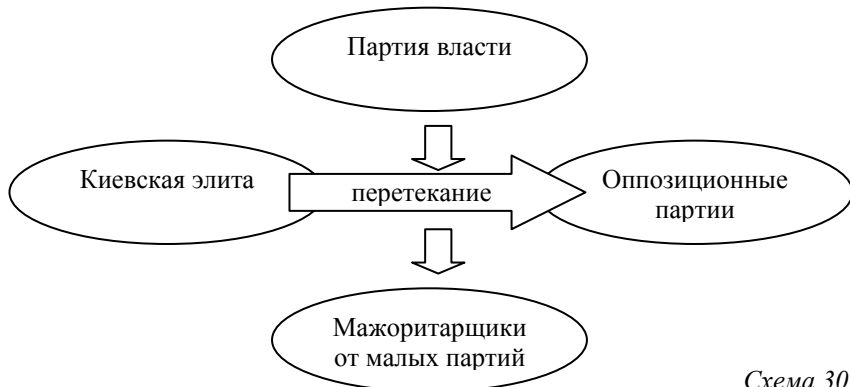 Партия власти
Киевская элита
перетекание
Оппозиционные
партии
Мажоритарщики
от малых партий
Схема 30